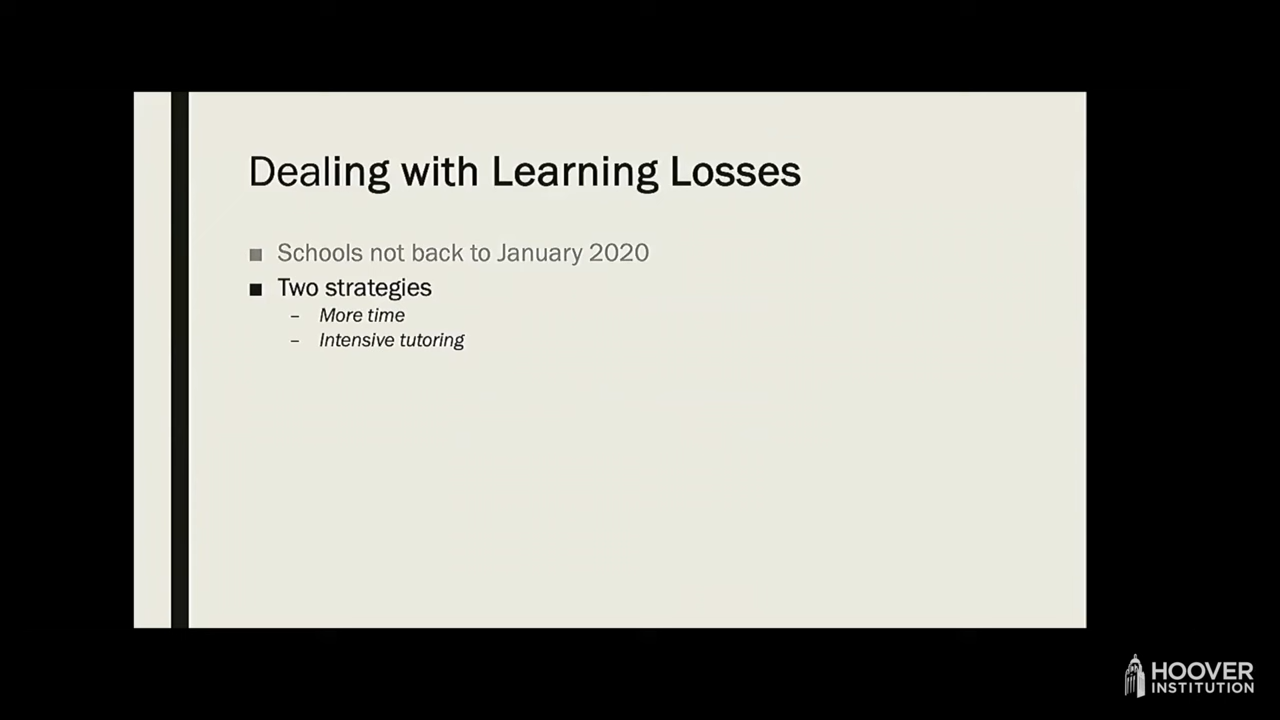 Dealing with Learning Losses
■ Schools not back to January 2020
■ Two strategies
– More time
– Intensive tutoring
HOOVER
INSTITUTION